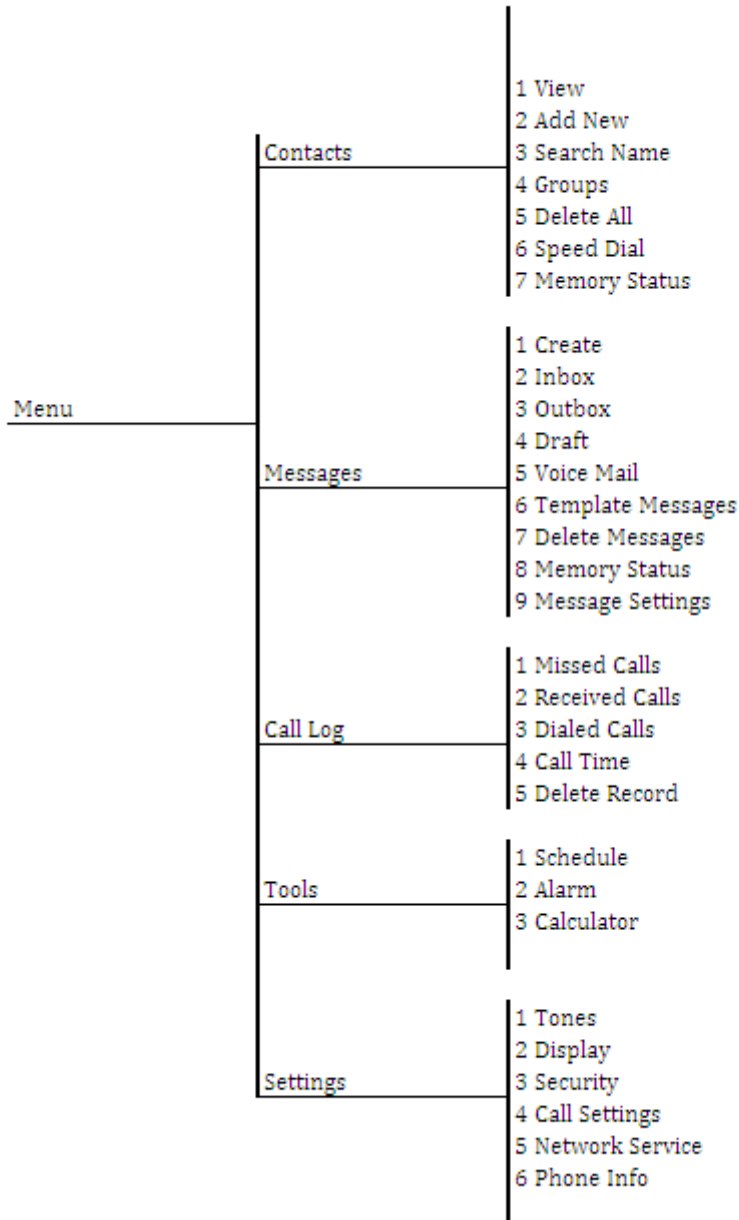 Menu
Contacts
1 View
2 Add New
3 Search Name
4 Groups
5 Delete All
6 Speed Dial
7 Memory Status
Messages
1 Create
2 Inbox
3 Outbox
4 Draft
5 Voice Mail
6 Template Messages
7 Delete Messages
8 Memory Status
9 Message Settings
Call Log
1 Missed Calls
2 Received Calls
3 Dialed Calls
4 Call Time
5 Delete Record
Tools
1 Schedule
2 Alarm
3 Calculator
Settings
1 Tones
2 Display
3 Security
4 Call Settings
5 Network Service
6 Phone Info